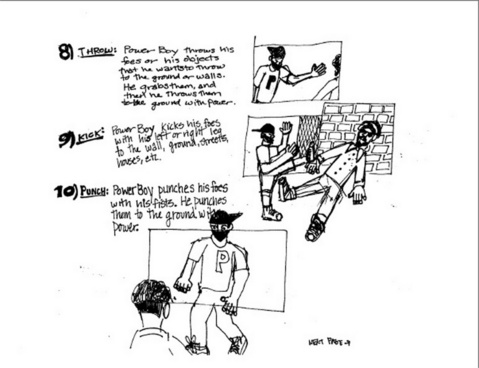 8) THROW: Power Boy throws his
foes or his objects
that he wants to throw
to the ground or walls.
He grabs them, and
then he throws them
to the ground with power.
P
9) KICK: Power Boy kicks his foes
with his left or right leg
to the wall, ground, streets,
houses, etc.
10) PUNCH: Power Boy punches his foes
with his fists. He punches
them to the ground with
power.
P
NEXT PAGE→